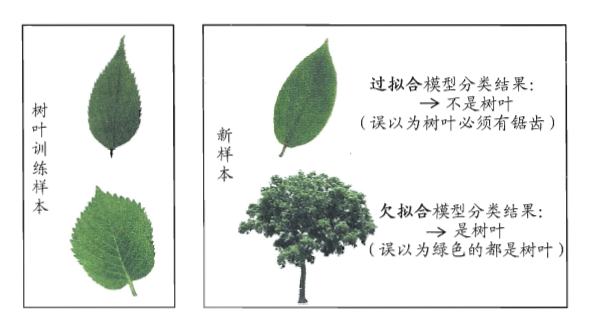 树叶训练样本
新样本
过拟合模型分类结果：
→ 不是树叶
（误以为树叶必须有锯齿）
欠拟合模型分类结果：
→ 是树叶
（误以为绿色的都是树叶）